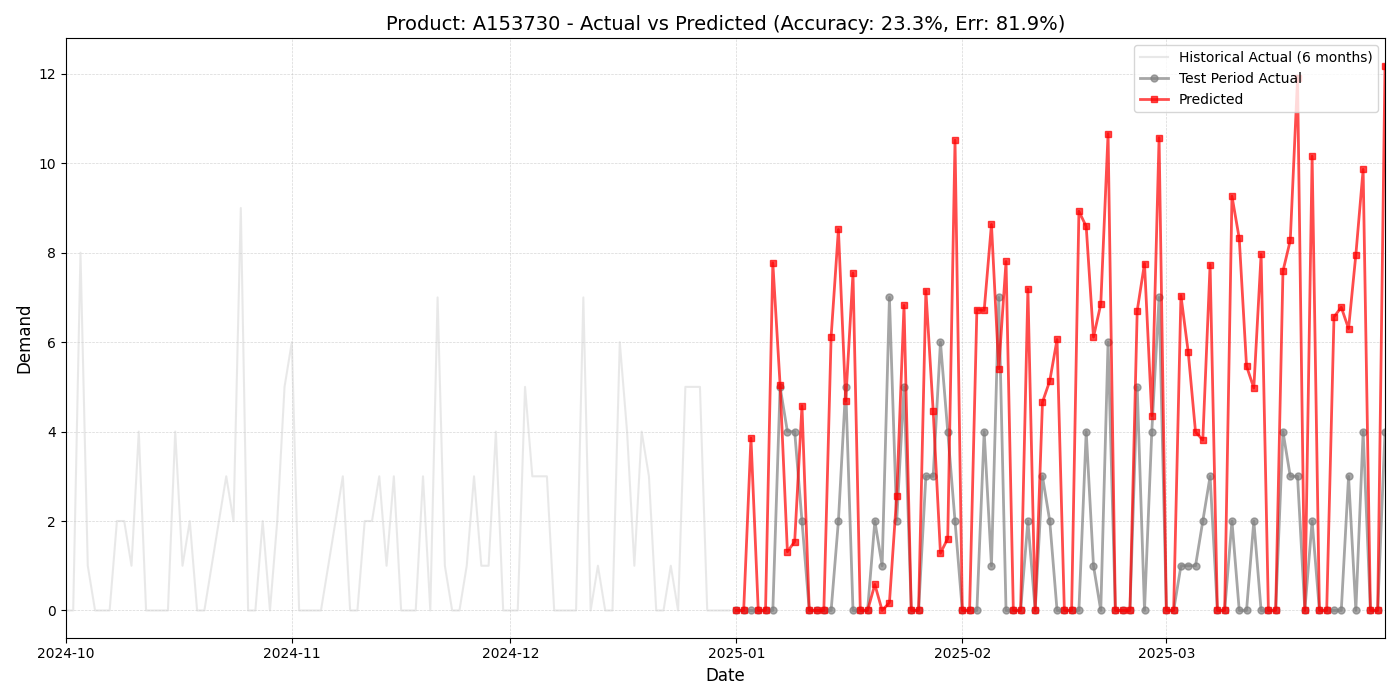 Product: A153730 - Actual vs Predicted (Accuracy: 23.3%, Err: 81.9%)
Historical Actual (6 months)
Test Period Actual
Predicted
Demand
12
10
8
6
4
2
0
2024-10
2024-11
2024-12
2025-01
2025-02
2025-03
Date